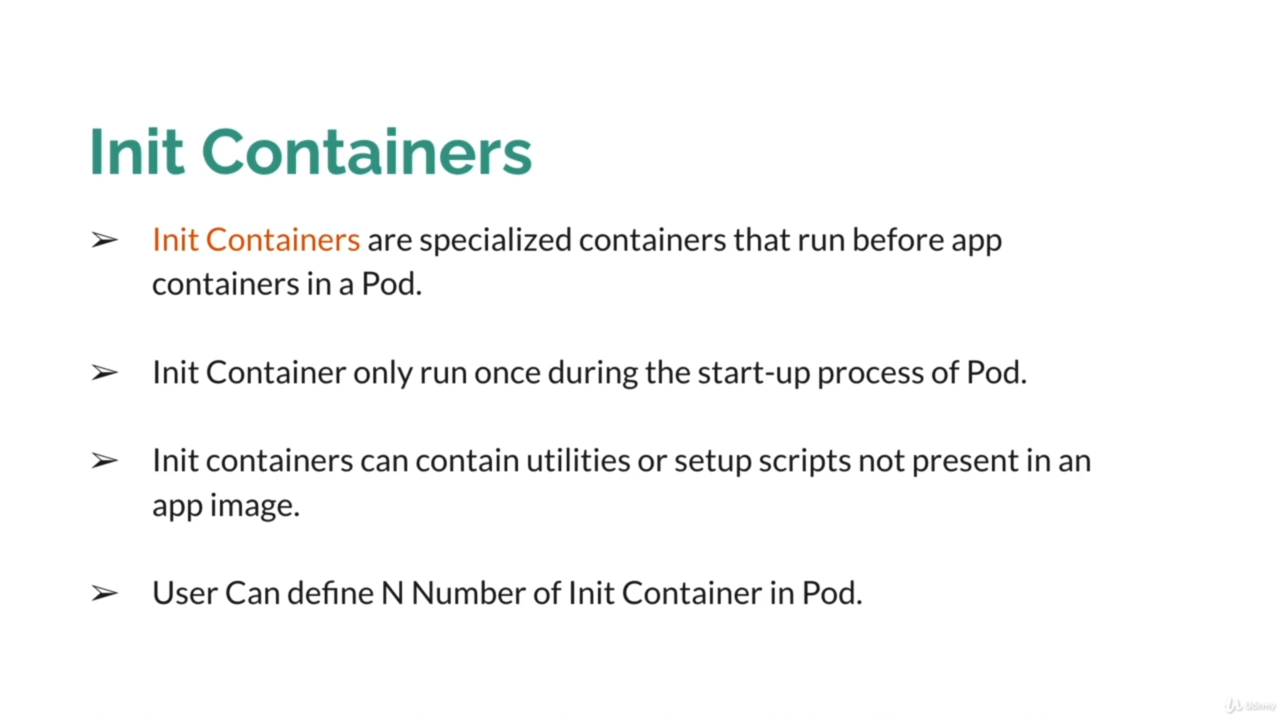 Init Containers
➢ Init Containers are specialized containers that run before app
containers in a Pod.
➢ Init Container only run once during the start-up process of Pod.
➢ Init containers can contain utilities or setup scripts not present in an
app image.
➢ User Can define N Number of Init Container in Pod.
Udemy